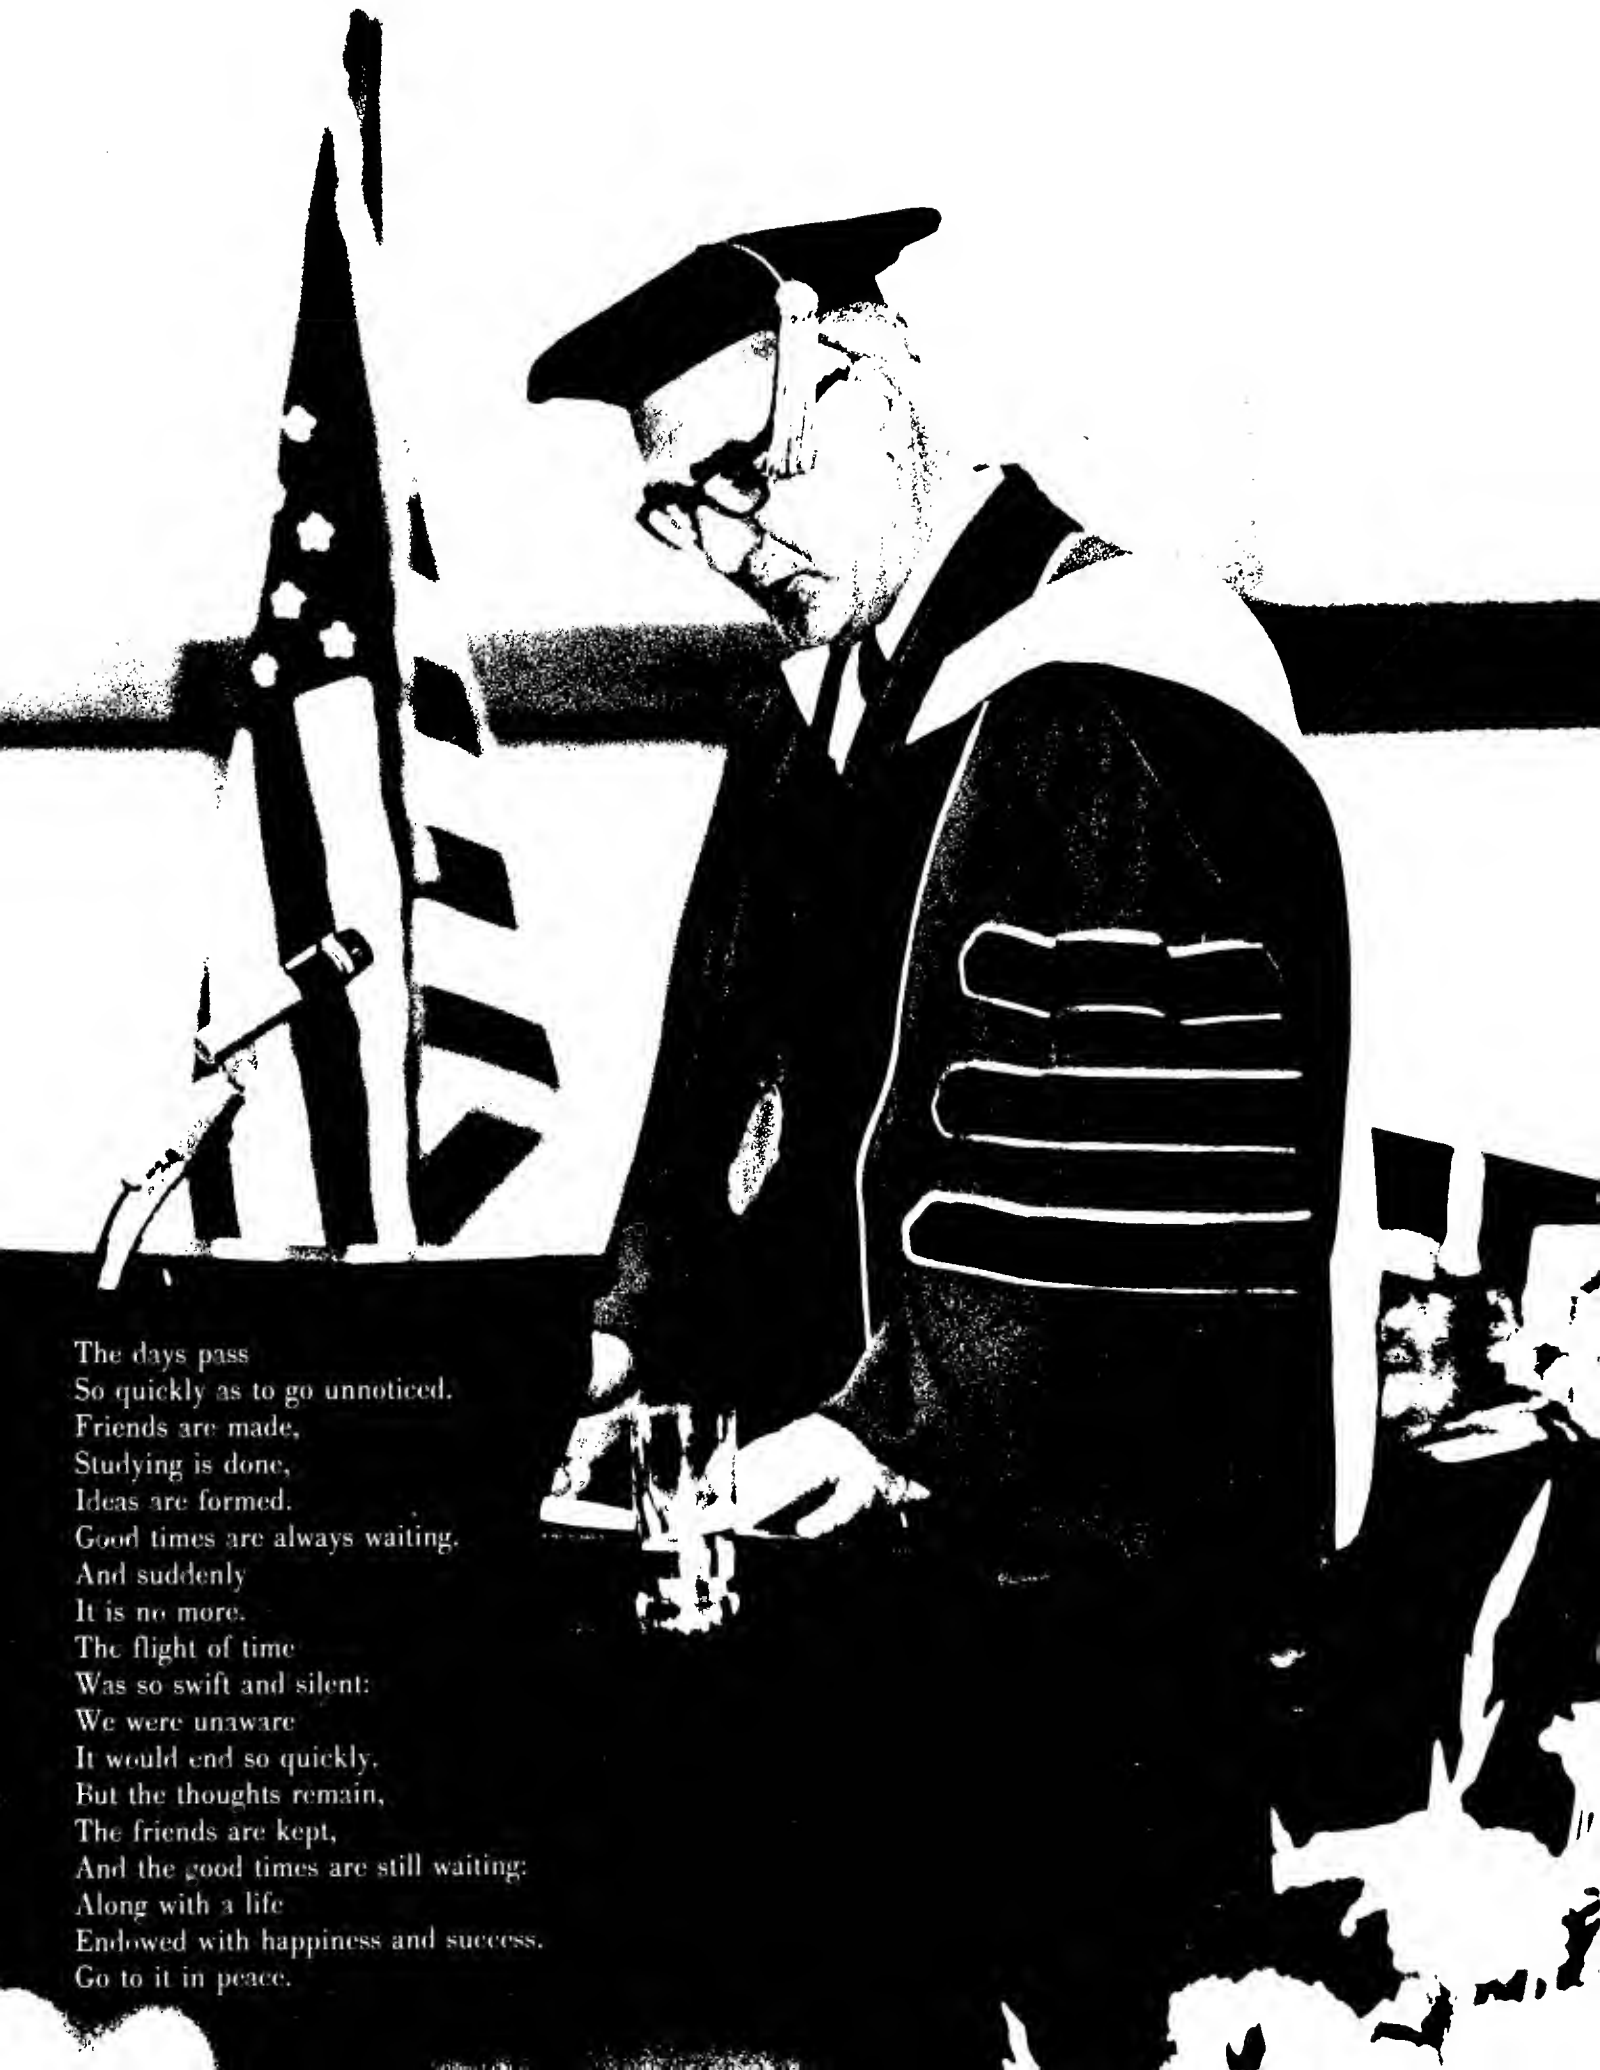 The days pass
So quickly as to go unnoticed.
Friends are made,
Studying is done,
Ideas are formed.
Good times are always waiting.
And suddenly
It is no more.
The flight of time
Was so swift and silent:
We were unaware
It would end so quickly.
But the thoughts remain,
The friends are kept,
And the good times are still waiting:
Along with a life
Endowed with happiness and success.
Go to it in peace.